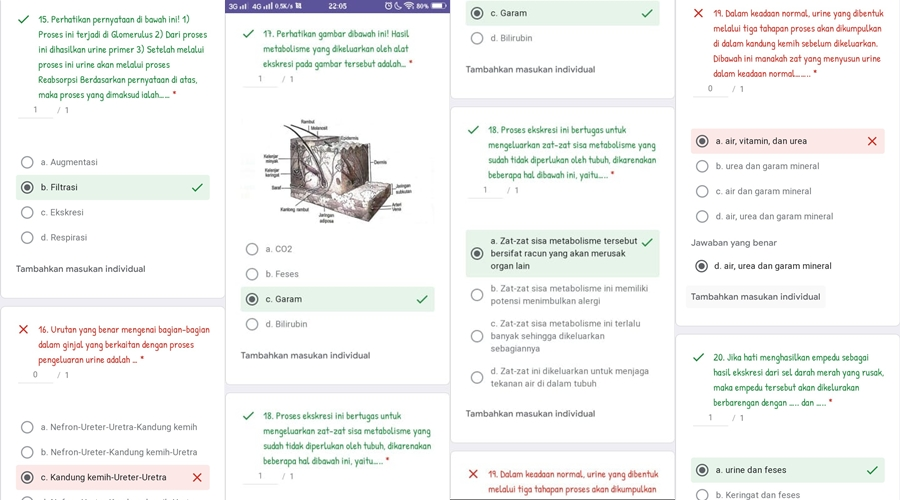 15. Perhatikan pernyataan di bawah ini! 1)
Proses ini terjadi di Glomerulus 2) Dari proses
ini dihasilkan urine primer 3) Setelah melalui
proses ini urine akan melalui proses
Reabsorpsi Berdasarkan pernyataan di atas,
maka proses yang dimaksud ialah..... *
1 / 1
a. Augmentasi
b. Filtrasi
c. Ekskresi
d. Respirasi
Tambahkan masukan individual
16. Urutan yang benar mengenai bagian-bagian
dalam ginjal yang berkaitan dengan proses
pengeluaran urine adalah ... *
0 / 1
a. Nefron-Ureter-Uretra-Kandung kemih
b. Nefron-Ureter-Kandung kemih-Uretra
c. Kandung kemih-Ureter-Uretra
3G 4G 0,5K/s 22:05 80%
17. Perhatikan gambar dibawah ini! Hasil
metabolisme yang dikeluarkan oleh alat
ekskresi pada gambar tersebut adalah... *
1 / 1
Rambut
Melanosit
Epidermis
Kelenjar
minyak
Dermis
Kelenjar
keringat
Saraf
Jaringan
subkutan
Kantong rambut
Jaringan
adiposa
Arteri
Vena
a. CO2
b. Feses
c. Garam
d. Bilirubin
Tambahkan masukan individual
18. Proses ekskresi ini bertugas untuk
mengeluarkan zat-zat sisa metabolisme yang
sudah tidak diperlukan oleh tubuh, dikarenakan
beberapa hal dibawah ini, yaitu..... *
1 / 1
c. Garam
d. Bilirubin
Tambahkan masukan individual
18. Proses ekskresi ini bertugas untuk
mengeluarkan zat-zat sisa metabolisme yang
sudah tidak diperlukan oleh tubuh, dikarenakan
beberapa hal dibawah ini, yaitu..... *
1 / 1
a. Zat-zat sisa metabolisme tersebut
bersifat racun yang akan merusak
organ lain
b. Zat-zat sisa metabolisme ini memiliki
potensi menimbulkan alergi
c. Zat-zat sisa metabolisme ini terlalu
banyak sehingga dikeluarkan
sebagiannya
d. Zat-zat ini dikeluarkan untuk menjaga
tekanan air di dalam tubuh
Tambahkan masukan individual
19. Dalam keadaan normal, urine yang dibentuk
melalui tiga tahapan proses akan dikumpulkan
19. Dalam keadaan normal, urine yang dibentuk
melalui tiga tahapan proses akan dikumpulkan
di dalam kandung kemih sebelum dikeluarkan.
Dibawah ini manakah zat yang menyusun urine
dalam keadaan normal....... *
0 / 1
a. air, vitamin, dan urea
b. urea dan garam mineral
c. air dan garam mineral
d. air, urea dan garam mineral
Jawaban yang benar
d. air, urea dan garam mineral
Tambahkan masukan individual
20. Jika hati menghasilkan empedu sebagai
hasil ekskresi dari sel darah merah yang rusak,
maka empedu tersebut akan dikelurakan
berbarengan dengan ..... dan ..... *
1 / 1
a. urine dan feses
b. Keringat dan feses